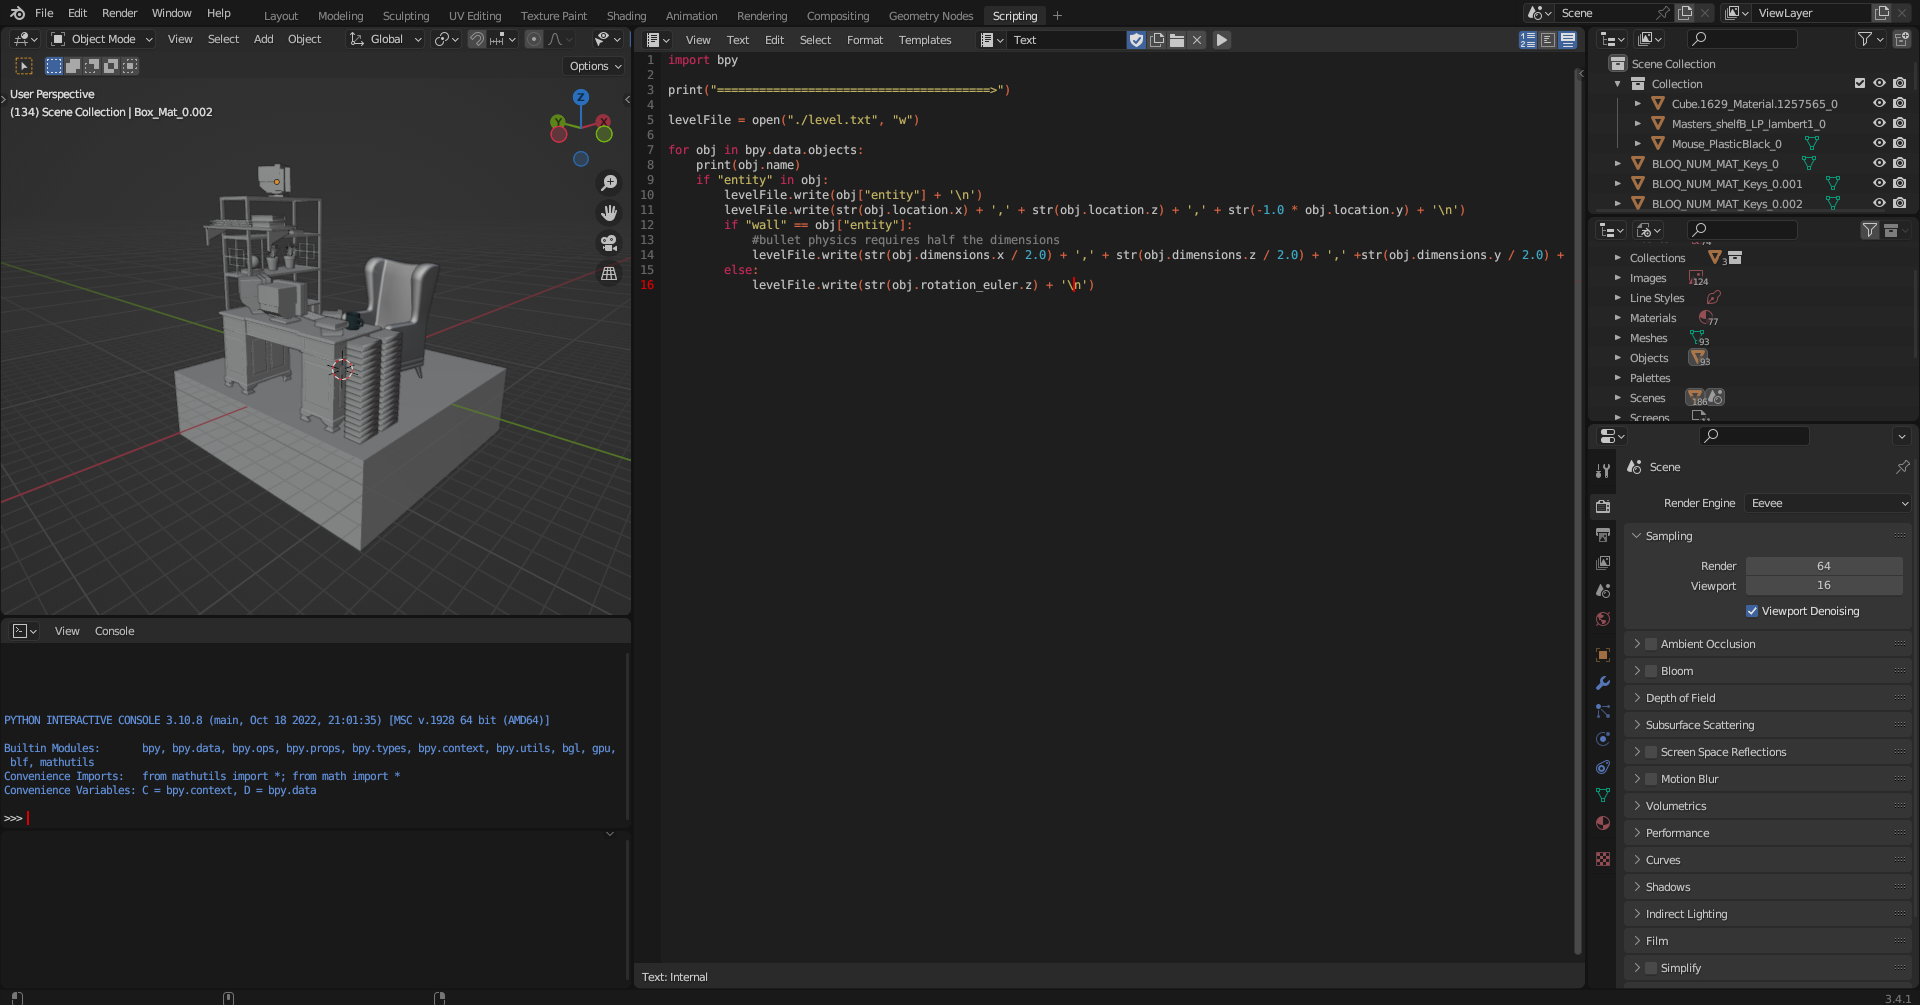 File Edit Render Window Help
Layout Modeling Sculpting UV Editing Texture Paint Shading Animation Rendering Compositing Geometry Nodes Scripting +
Scene
ViewLayer
Object Mode View Select Add Object Global
Options
User Perspective
(134) Scene Collection | Box_Mat_0.002
Z
Y
X
View Text Edit Select Format Templates Text
1 import bpy
2
3 print("=======================================>")
4
5 levelFile = open("./level.txt", "w")
6
7 for obj in bpy.data.objects:
8 print(obj.name)
9 if "entity" in obj:
10 levelFile.write(obj["entity"] + '\n')
11 levelFile.write(str(obj.location.x) + ',' + str(obj.location.z) + ',' + str(-1.0 * obj.location.y) + '\n')
12 if "wall" == obj["entity"]:
13 #bullet physics requires half the dimensions
14 levelFile.write(str(obj.dimensions.x / 2.0) + ',' + str(obj.dimensions.z / 2.0) + ',' +str(obj.dimensions.y / 2.0) +
15 else:
16 levelFile.write(str(obj.rotation_euler.z) + '\n')
Text: Internal
View Console
PYTHON INTERACTIVE CONSOLE 3.10.8 (main, Oct 18 2022, 21:01:35) [MSC v.1928 64 bit (AMD64)]
Builtin Modules: bpy, bpy.data, bpy.ops, bpy.props, bpy.types, bpy.context, bpy.utils, bgl, gpu,
blf, mathutils
Convenience Imports: from mathutils import *; from math import *
Convenience Variables: C = bpy.context, D = bpy.data
>>>
Scene Collection
Collection
Cube.1629_Material.1257565_0
Masters_shelfB_LP_lambert1_0
Mouse_PlasticBlack_0
BLOQ_NUM_MAT_Keys_0
BLOQ_NUM_MAT_Keys_0.001
BLOQ_NUM_MAT_Keys_0.002
Collections 3
Images 124
Line Styles
Materials 77
Meshes 93
Objects 93
Palettes
Scenes 186
Screens
Scene
Render Engine Eevee
Sampling
Render 64
Viewport 16
Viewport Denoising
Ambient Occlusion
Bloom
Depth of Field
Subsurface Scattering
Screen Space Reflections
Motion Blur
Volumetrics
Performance
Curves
Shadows
Indirect Lighting
Film
Simplify
3.4.1